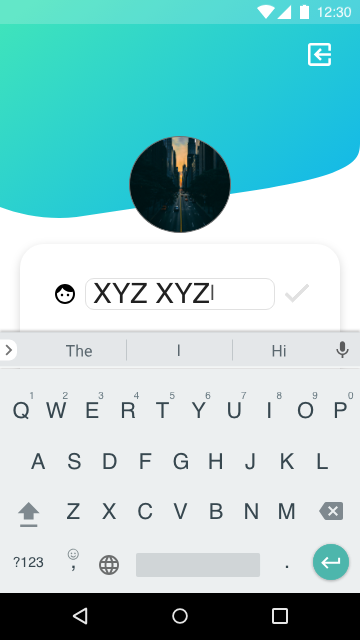 12:30
XYZ XYZ
The I Hi
1 2 3 4 5 6 7 8 9 0
Q W E R T Y U I O P
A S D F G H J K L
Z X C V B N M
?123 , .